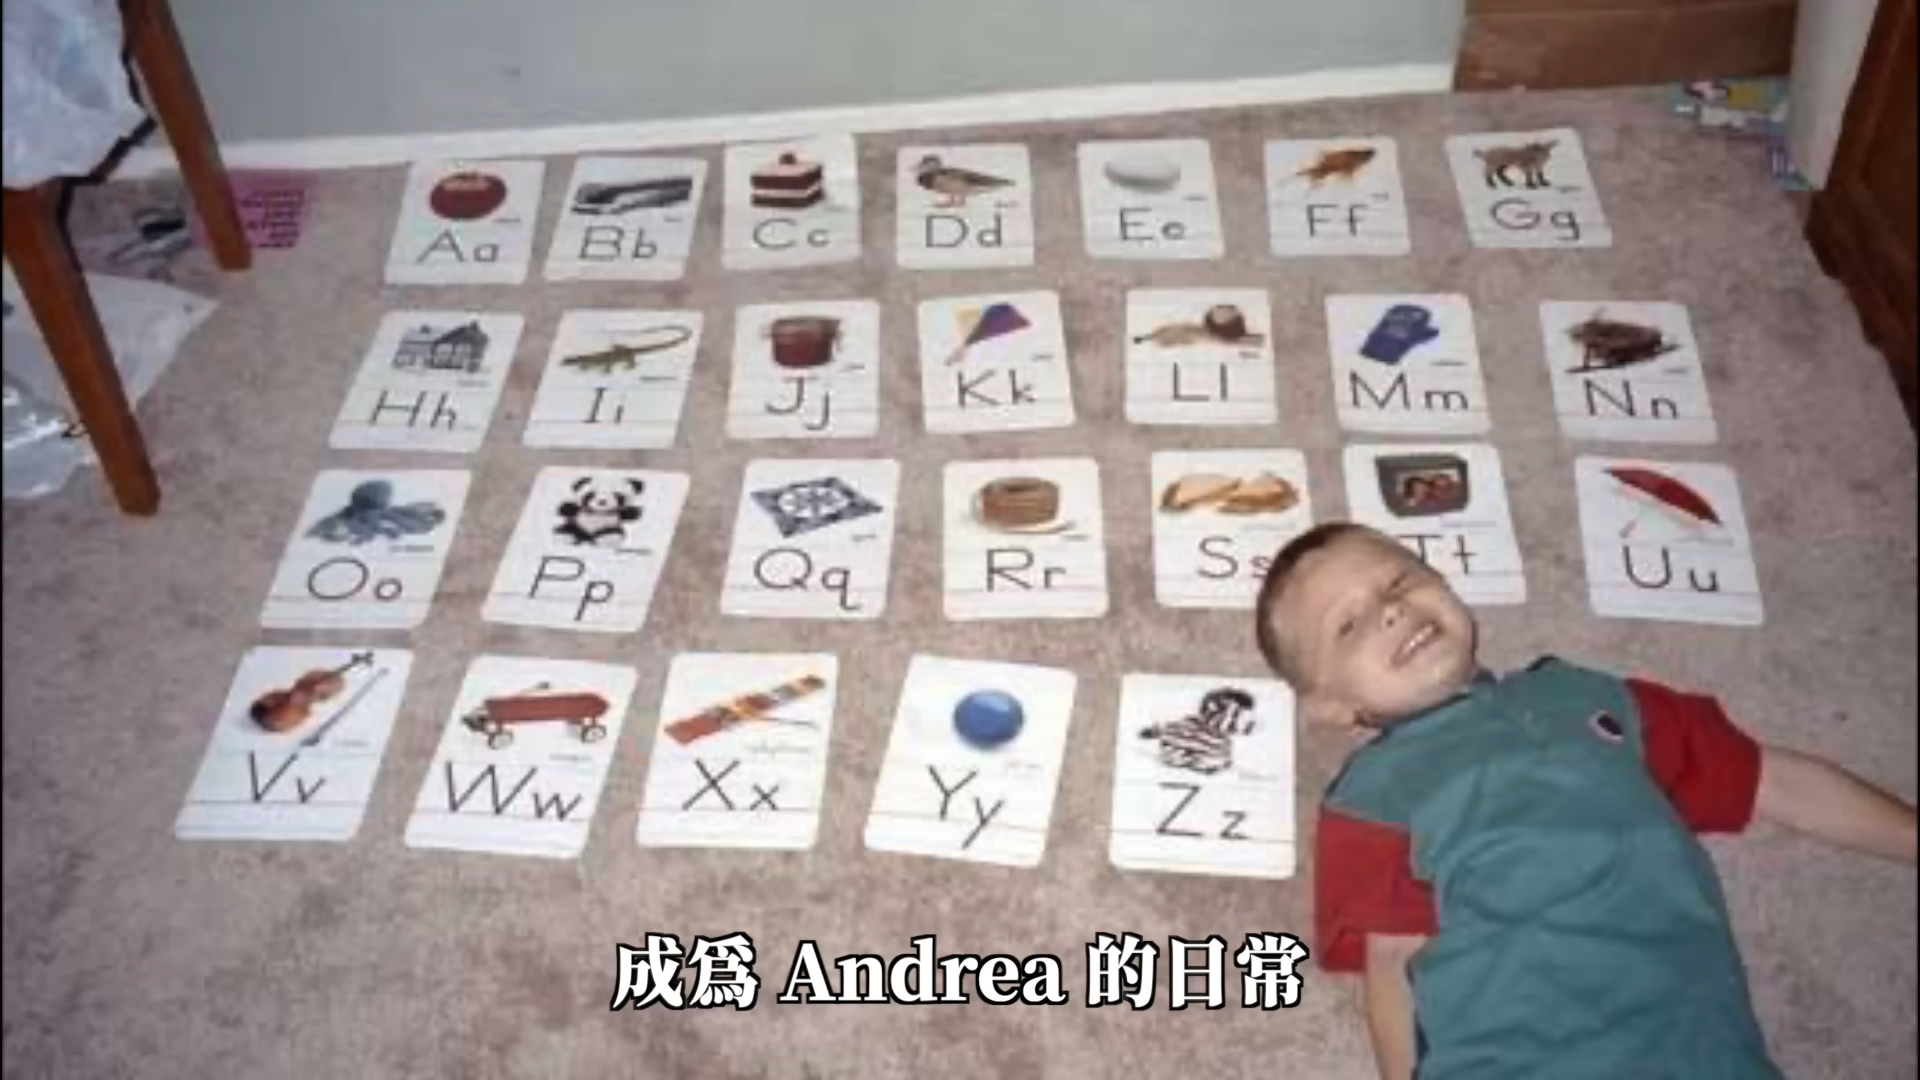 Aa Bb Cc Dd Ee Ff Gg
Hh Ii Jj Kk Ll Mm Nn
Oo Pp Qq Rr Ss Tt Uu
Vv Ww Xx Yy Zz
成爲 Andrea 的日常